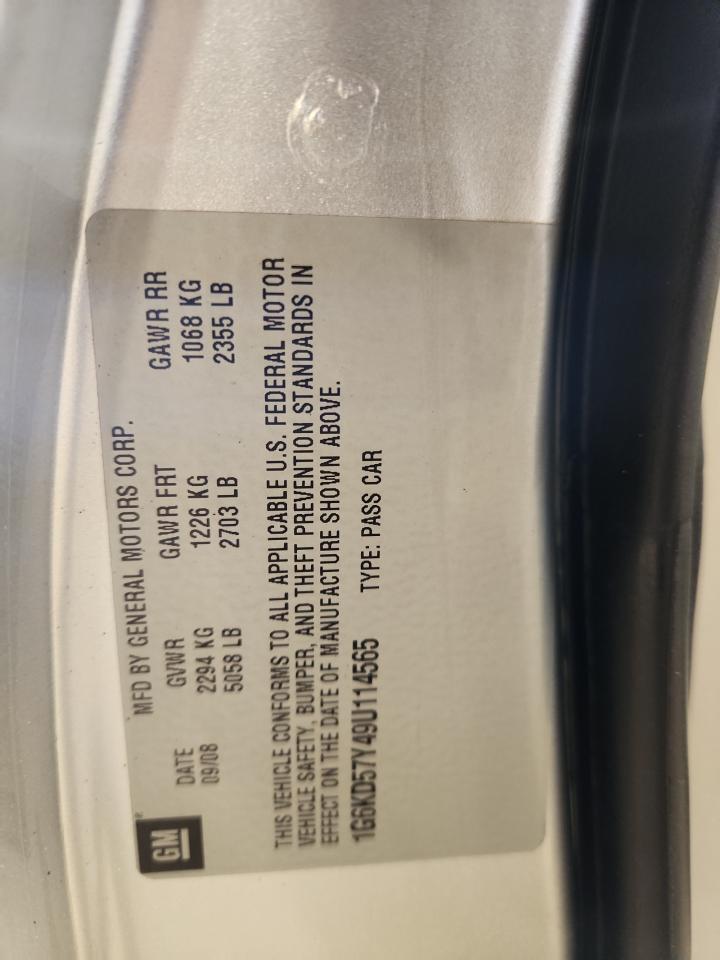 GM
MFD BY GENERAL MOTORS CORP.
DATE GVWR GAWR FRT GAWR RR
09/08 2294 KG 1226 KG 1068 KG
5058 LB 2703 LB 2355 LB
THIS VEHICLE CONFORMS TO ALL APPLICABLE U.S. FEDERAL MOTOR
VEHICLE SAFETY, BUMPER, AND THEFT PREVENTION STANDARDS IN
EFFECT ON THE DATE OF MANUFACTURE SHOWN ABOVE.
1G6KD57Y49U114565 TYPE: PASS CAR